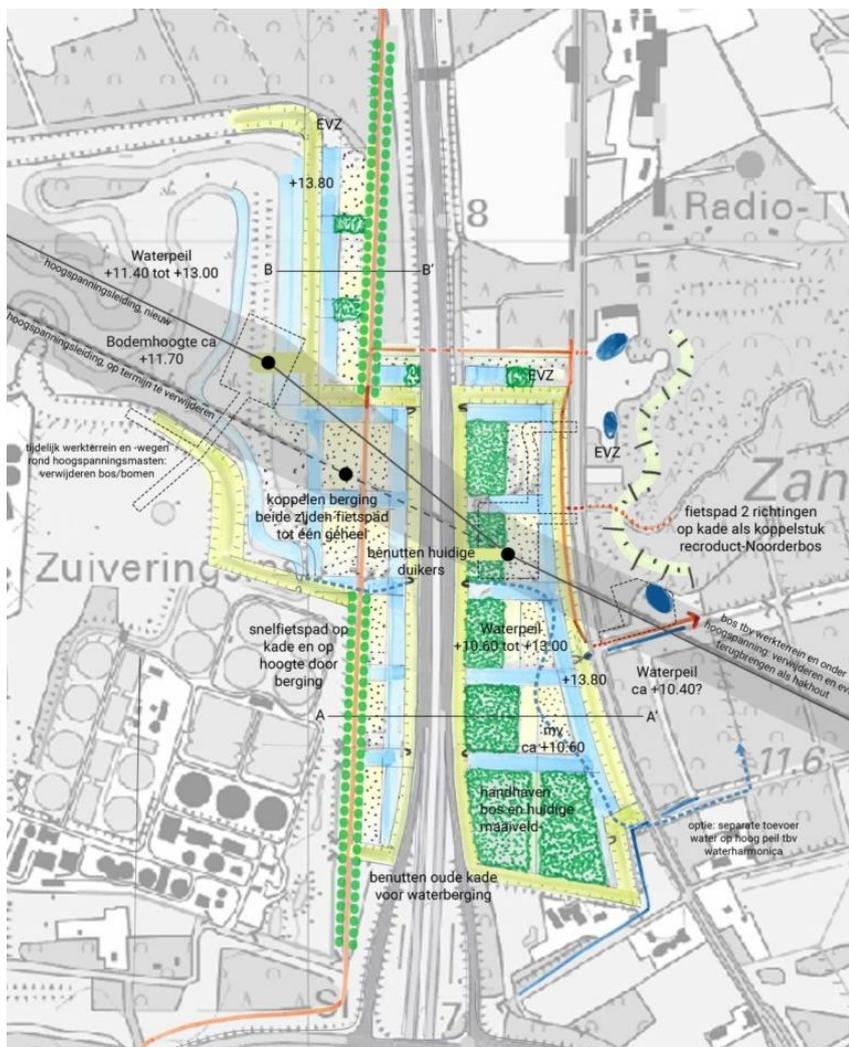 EVZ
+13.80
8
Radio-TV
Waterpeil
+11.40 tot +13.00
B
B'
hoogspanningsleiding, nieuw
hoogspanningsleiding, op termijn te verwijderen
Bodemhoogte ca
+11.70
EVZ
EVZ
tijdelijk werkterrein en -wegen
rond hoogspanningsmasten:
verwijderen bos/bomen
Zan
koppelen berging
beide zijden fietspad
tot één geheel
fietspad 2 richtingen
op kade als koppelstuk
recroduct-Noorderbos
benutten huidige
duikers
Zuiverings
snelfietspad op
kade en op
hoogte door
berging
Waterpeil
+10.60 tot +13.00
+13.80
Waterpeil
ca +10.40?
bos tbv werkterrein en onder
hoogspanning: verwijderen en ev
terugbrengen als hakhout
A
A'
mv
ca +10.60
11.6
handhaven
bos en huidige
maaiveld
optie: separate toevoer
water op hoog peil tbv
waterharmonica
benutten oude kade
voor waterberging
SI
7